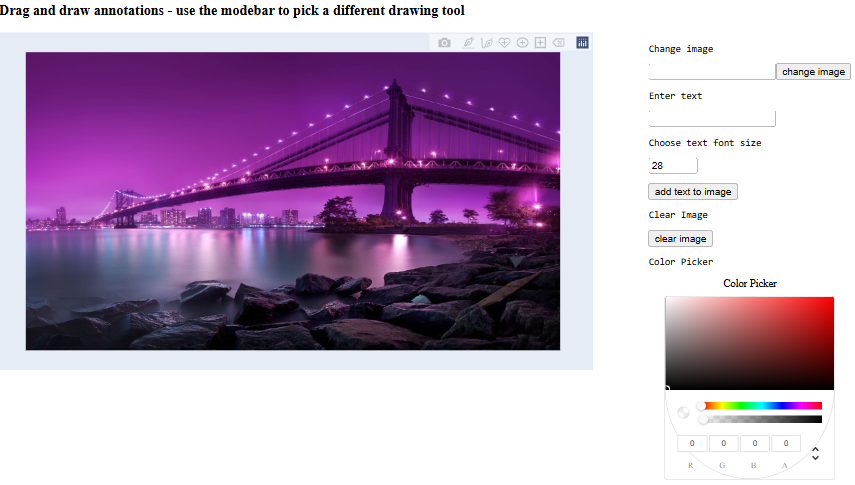 Drag and draw annotations - use the modebar to pick a different drawing tool
Change image
change image
Enter text
Choose text font size
28
add text to image
Clear Image
clear image
Color Picker
Color Picker
0 0 0 0
R G B A